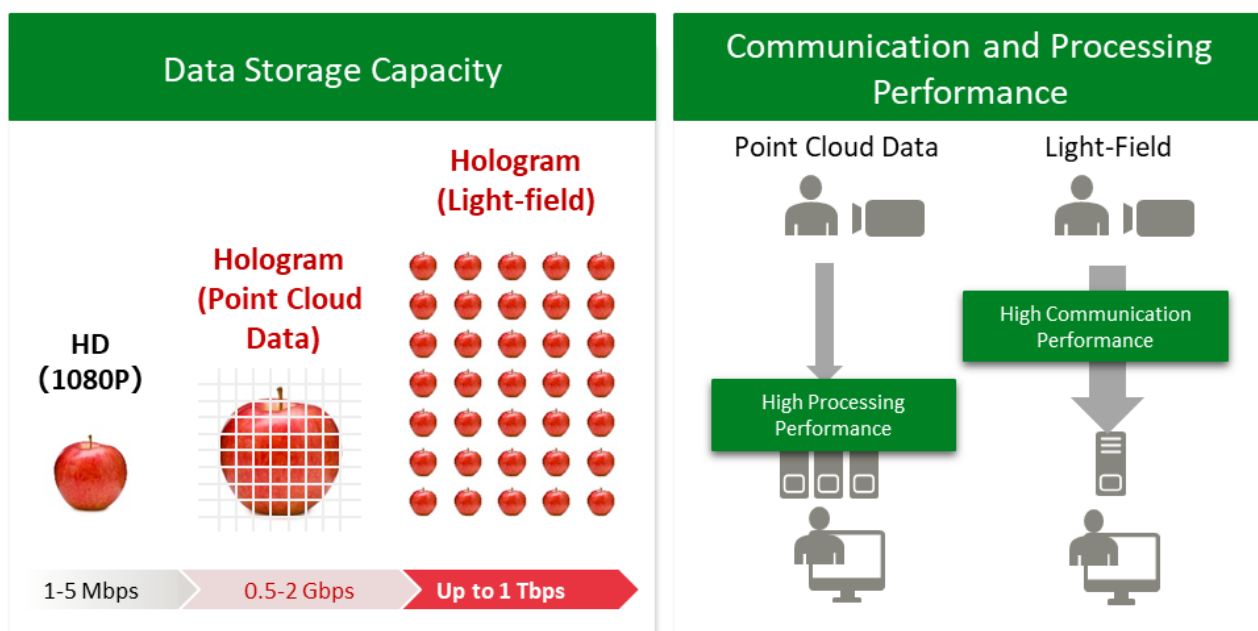 Data Storage Capacity
HD
(1080P)
Hologram
(Point Cloud
Data)
Hologram
(Light-field)
1-5 Mbps
0.5-2 Gbps
Up to 1 Tbps
Communication and Processing
Performance
Point Cloud Data
Light-Field
High Processing
Performance
High Communication
Performance